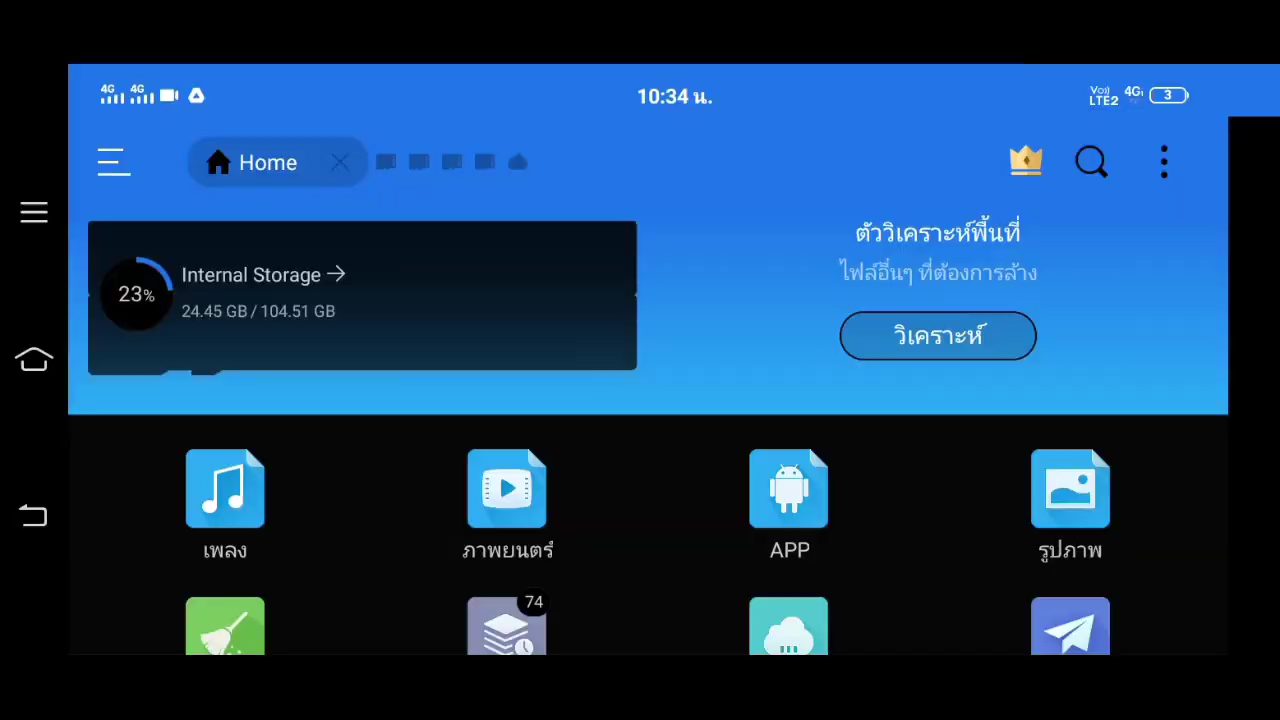 4G 4G 10:34 น. Vo)) LTE2 4G 3
Home
ตัววิเคราะห์พื้นที่
ไฟล์อื่นๆ ที่ต้องการล้าง
วิเคราะห์
23% Internal Storage →
24.45 GB / 104.51 GB
เพลง ภาพยนตร์ APP รูปภาพ
74